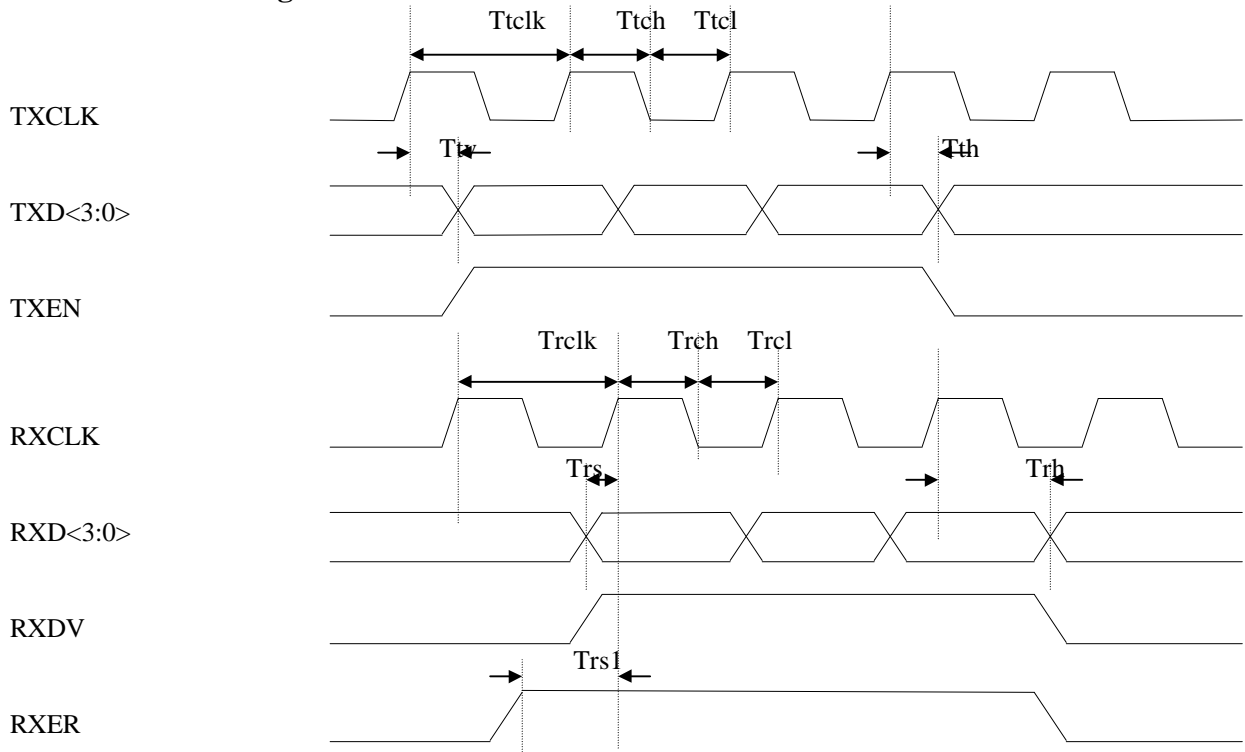 Ttclk Ttch Ttcl
TXCLK
Ttv Tth
TXD<3:0>
TXEN
Trclk Trch Trcl
RXCLK
Trs Trh
RXD<3:0>
RXDV
Trs1
RXER